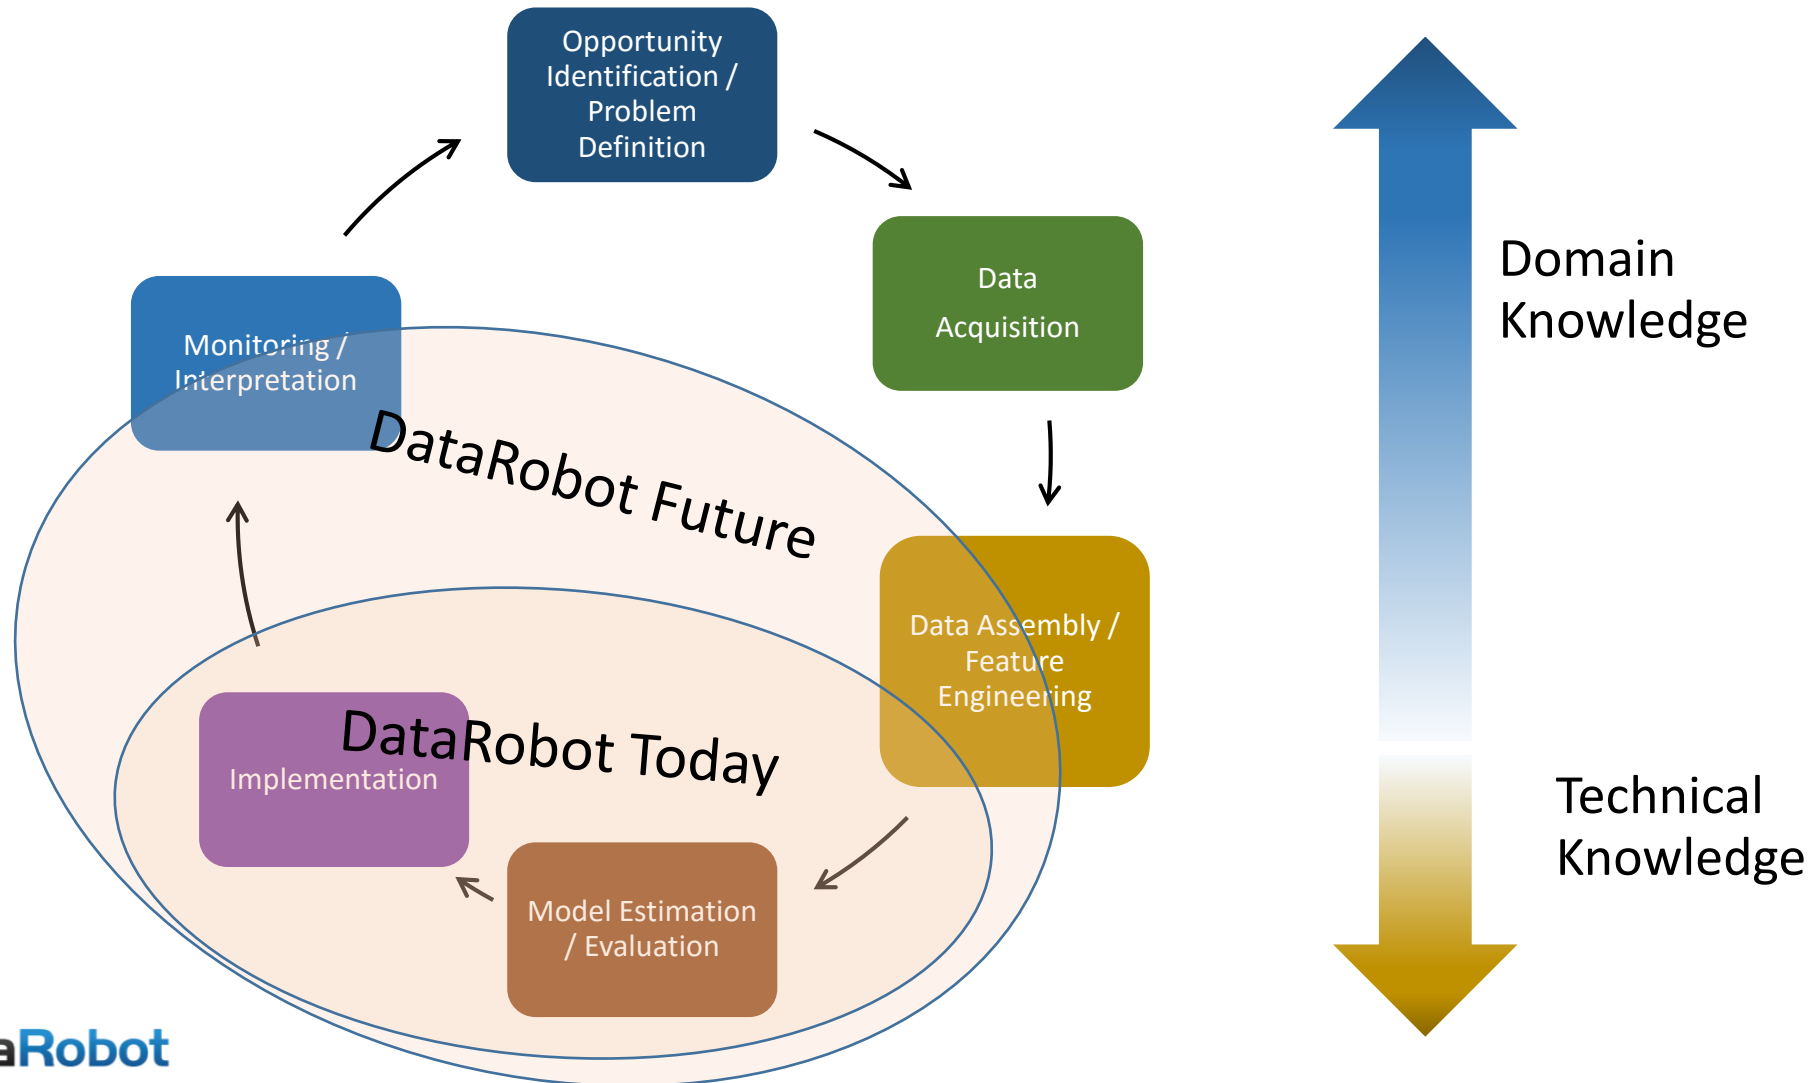 Opportunity
Identification /
Problem
Definition
Data
Acquisition
Domain
Knowledge
Monitoring /
Interpretation
DataRobot Future
Data Assembly /
Feature
Engineering
DataRobot Today
Implementation
Technical
Knowledge
Model Estimation
/ Evaluation
aRobot